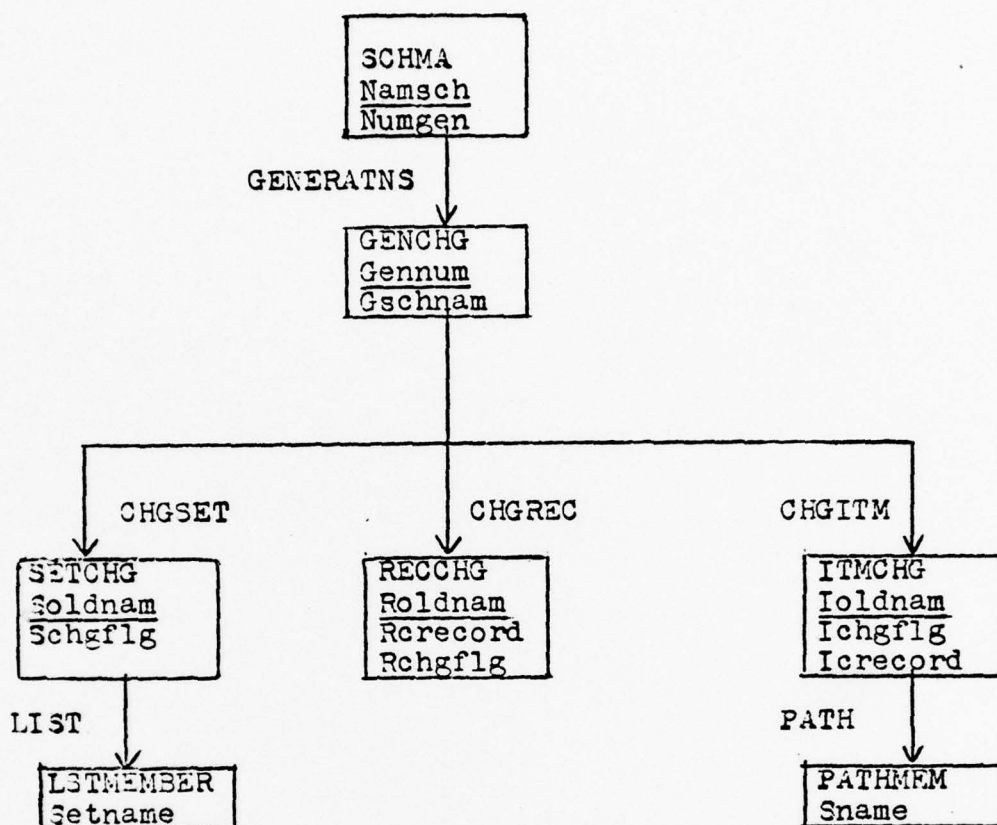 SCHMA
Namsch
Numgen
GENERATNS
GENCHG
Gennum
Gschnam
CHGSET
CHGREC
CHGITM
SETCHG
Soldnam
Schgflg
RECCHG
Roldnam
Rcrecord
Rchgflg
ITMCHG
Ioldnam
Ichgflg
Icrecord
LIST
PATH
LSTMEMBER
Setname
PATHMEM
Sname